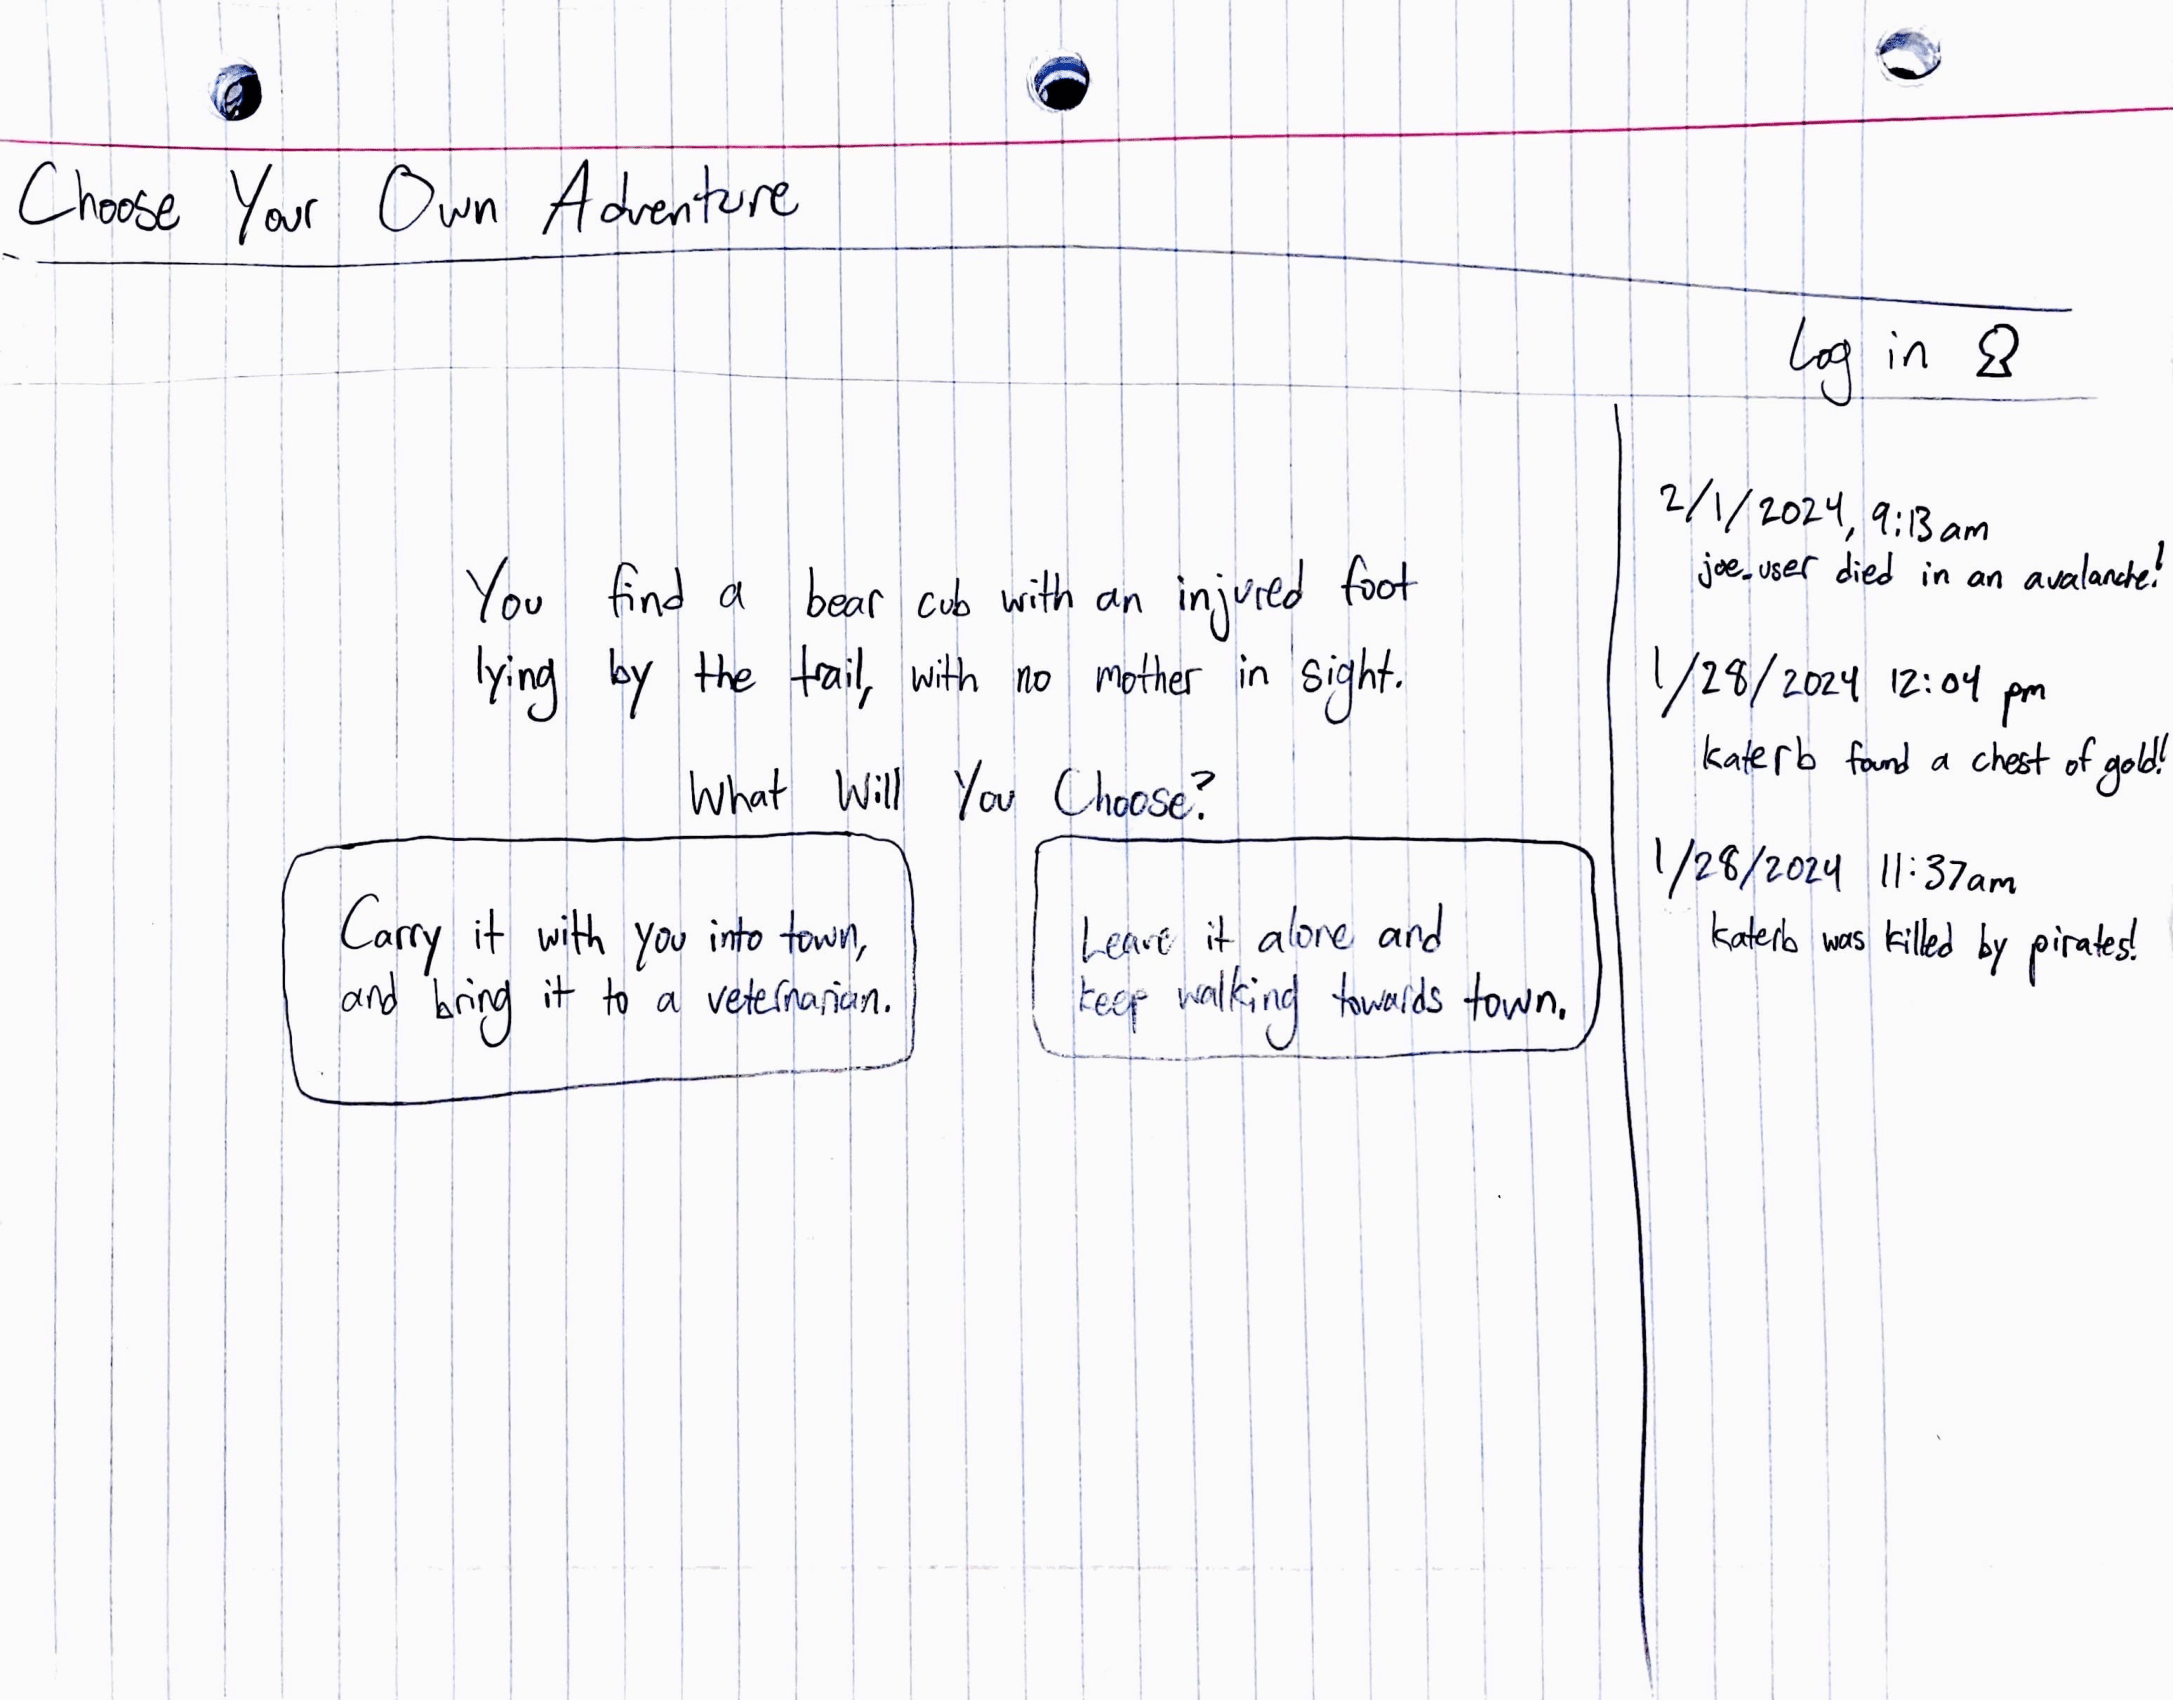 Choose Your Own Adventure
Log in
You find a bear cub with an injured foot
lying by the trail, with no mother in sight.
What Will You Choose?
Carry it with you into town,
and bring it to a veternarian.
Leave it alone and
keep walking towards town.
2/1/2024, 9:13am
joe_user died in an avalanche!
1/28/2024 12:04 pm
katerb found a chest of gold!
1/28/2024 11:37am
katerb was killed by pirates!